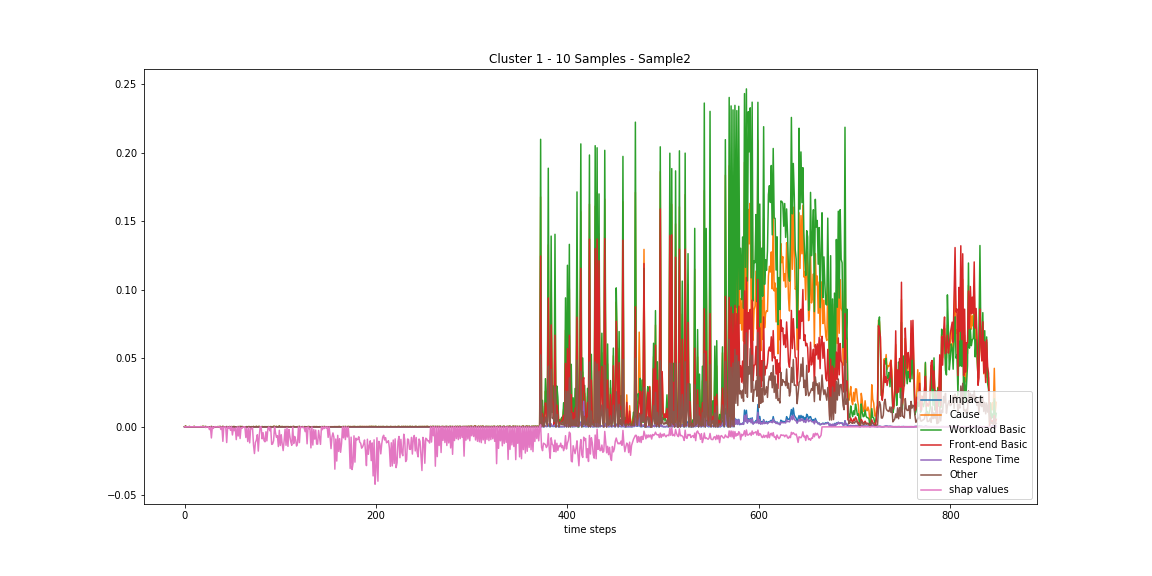 Cluster 1 - 10 Samples - Sample2
0.25
0.20
0.15
0.10
0.05
0.00
−0.05
0 200 400 600 800
time steps
Impact
Cause
Workload Basic
Front-end Basic
Respone Time
Other
shap values